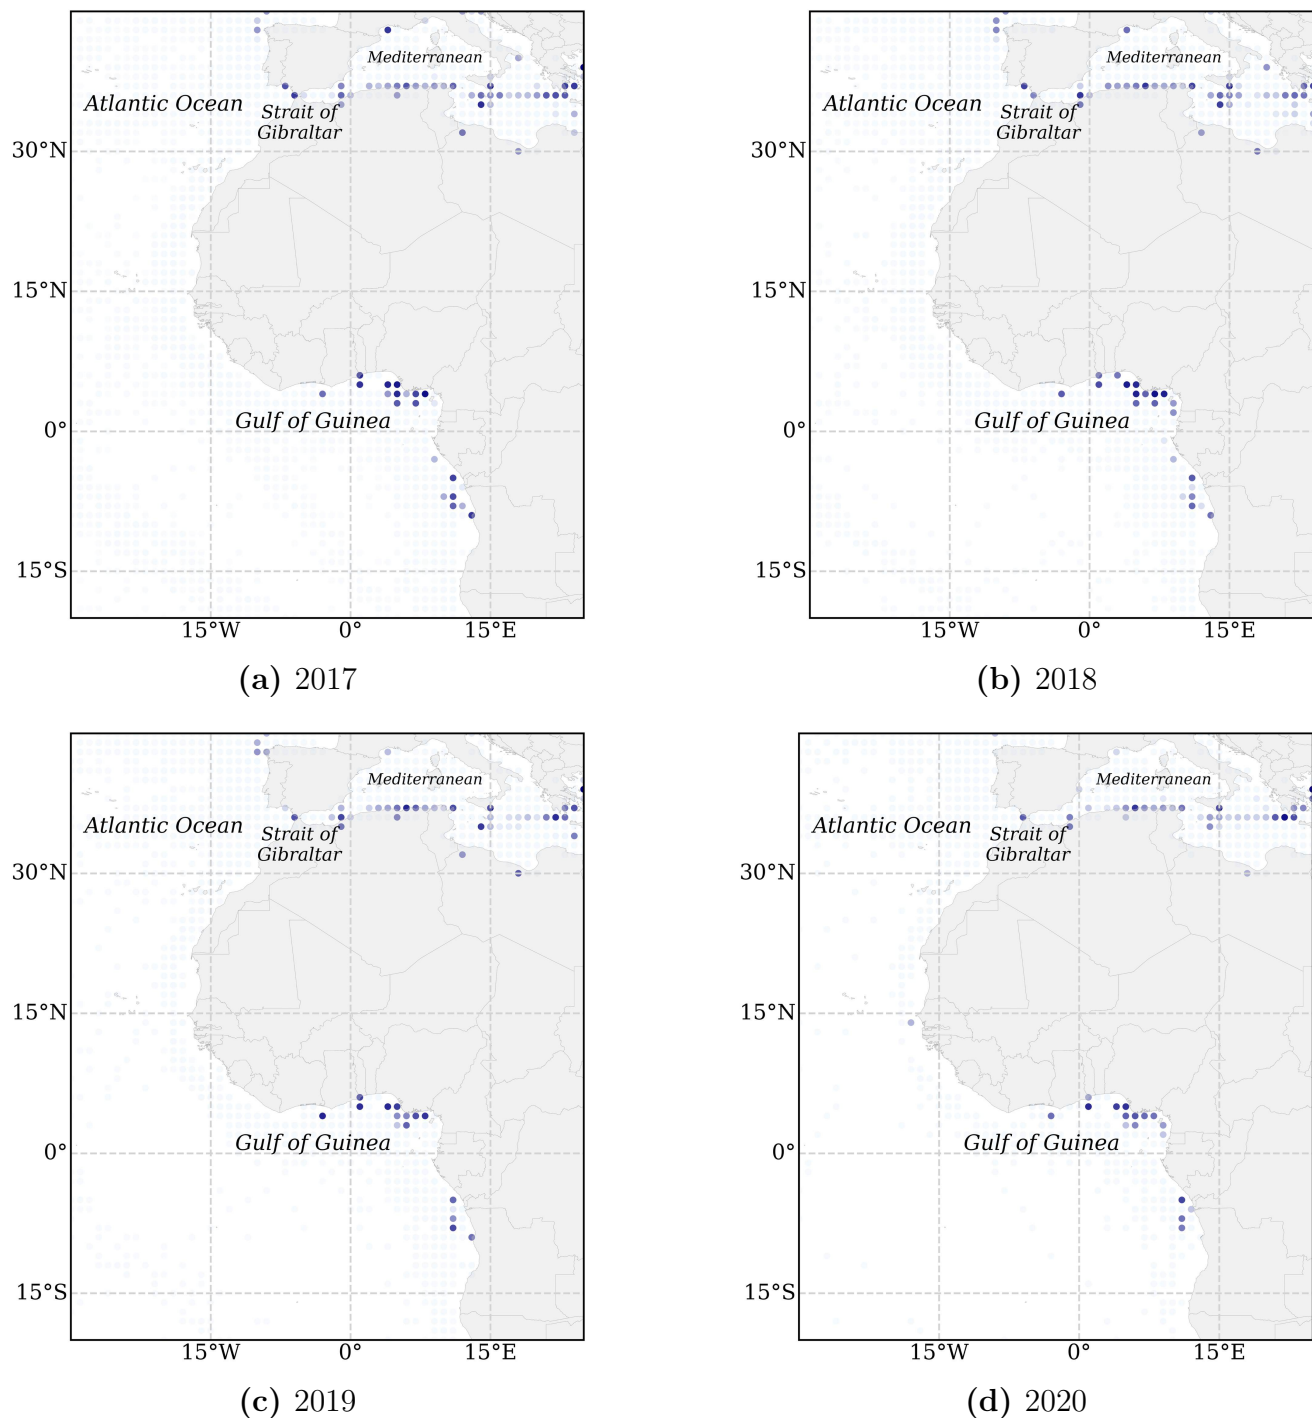 Mediterranean
Atlantic Ocean
Strait of
Gibraltar
30°N
15°N
Gulf of Guinea
0°
15°S
15°W 0° 15°E
(a) 2017
Mediterranean
Atlantic Ocean
Strait of
Gibraltar
30°N
15°N
Gulf of Guinea
0°
15°S
15°W 0° 15°E
(b) 2018
Mediterranean
Atlantic Ocean
Strait of
Gibraltar
30°N
15°N
Gulf of Guinea
0°
15°S
15°W 0° 15°E
(c) 2019
Mediterranean
Atlantic Ocean
Strait of
Gibraltar
30°N
15°N
Gulf of Guinea
0°
15°S
15°W 0° 15°E
(d) 2020